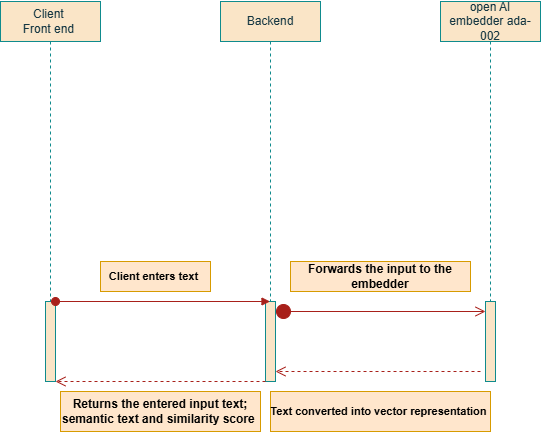 Client
Front end
Backend
open AI
embedder ada-
002
Client enters text
Forwards the input to the
embedder
Returns the entered input text;
semantic text and similarity score
Text converted into vector representation